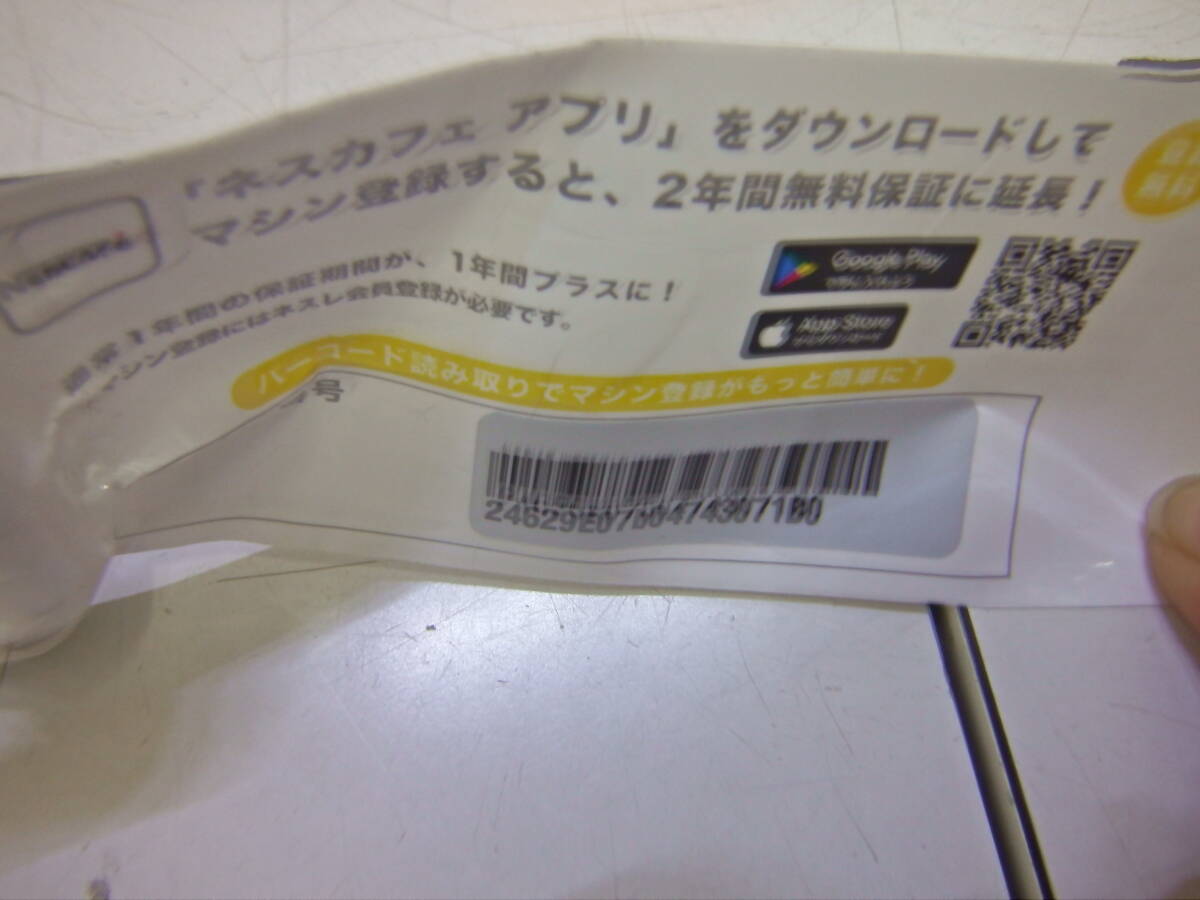 「ネスカフェ アプリ」をダウンロードして
マシン登録すると、2年間無料保証に延長！
通常1年間の保証期間が、1年間プラスに！
マシン登録にはネスレ会員登録が必要です。
Google Play
App Store
バーコード読み取りでマシン登録がもっと簡単に！
号
24629E07D04743071B0